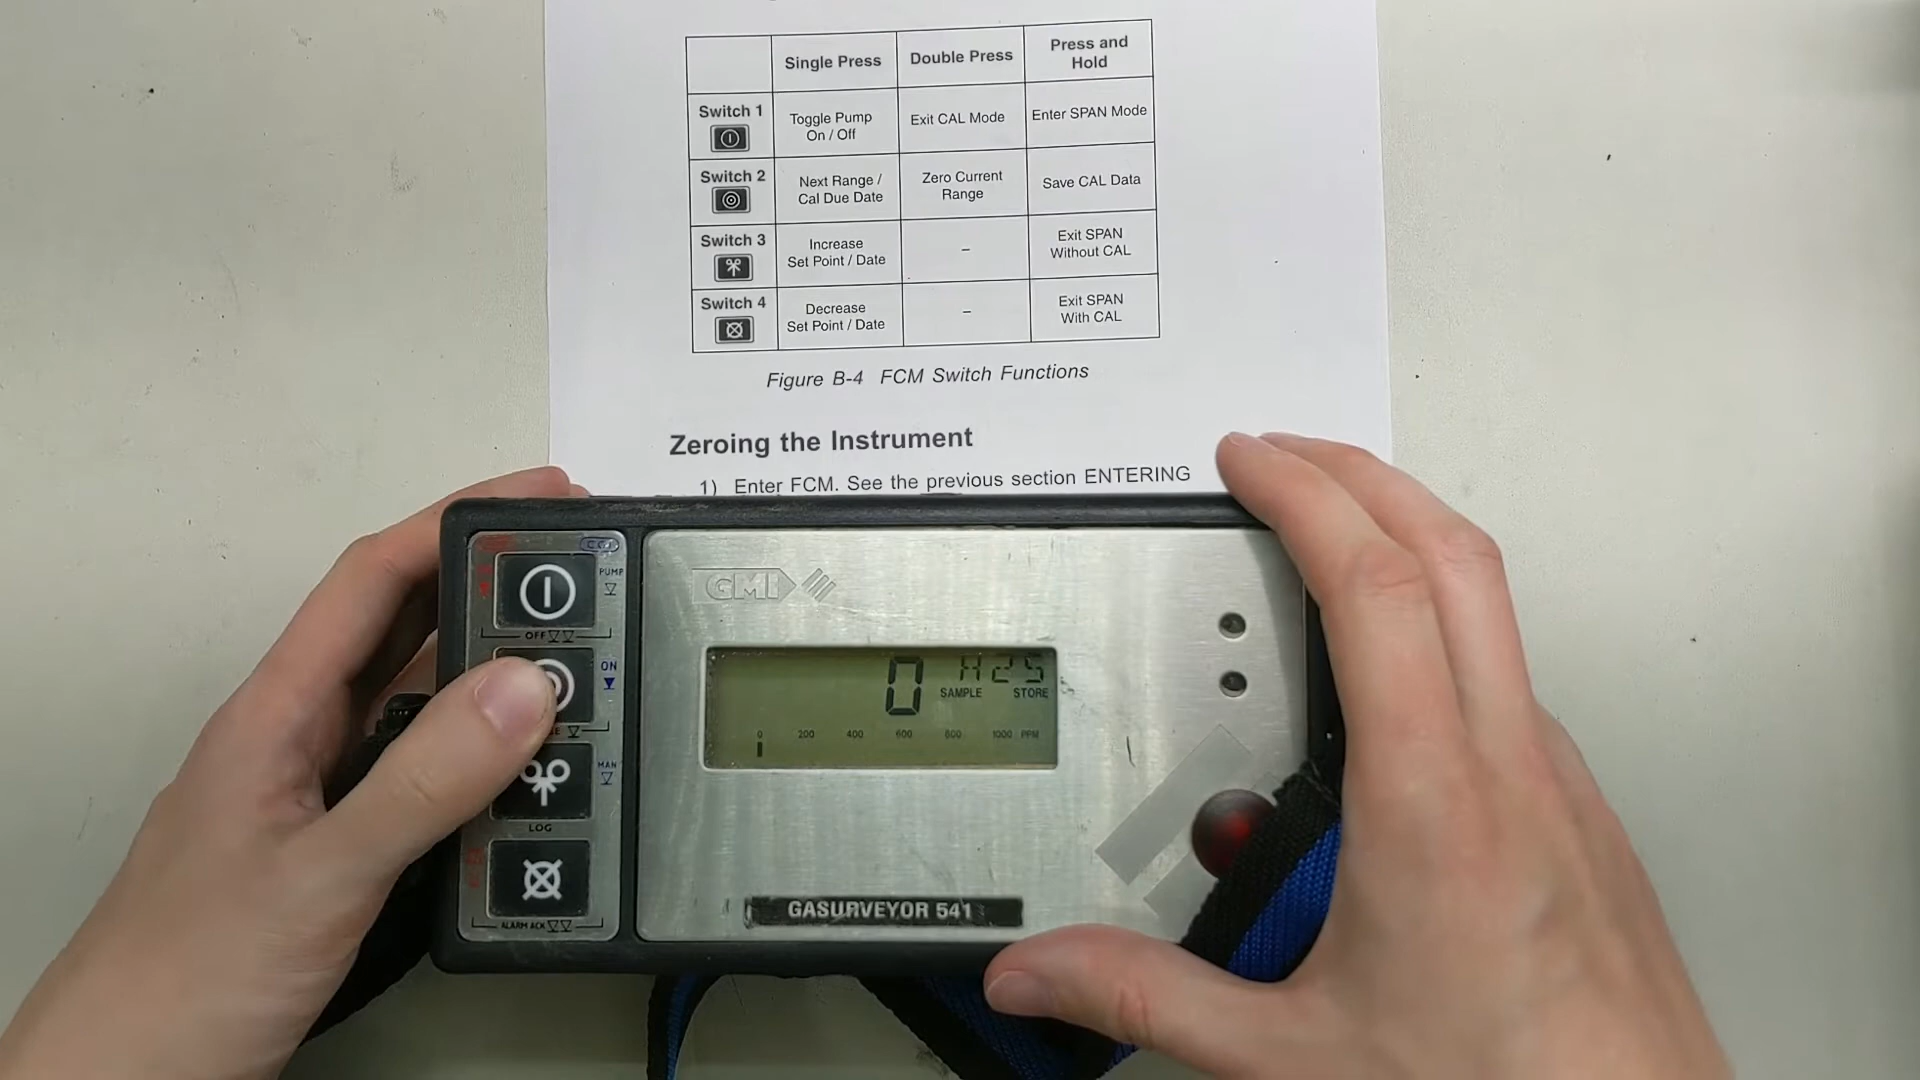 Single Press
Double Press
Press and
Hold
Switch 1
Toggle Pump
On / Off
Exit CAL Mode
Enter SPAN Mode
Switch 2
Next Range /
Cal Due Date
Zero Current
Range
Save CAL Data
Switch 3
Increase
Set Point / Date
–
Exit SPAN
Without CAL
Switch 4
Decrease
Set Point / Date
–
Exit SPAN
With CAL
Figure B-4 FCM Switch Functions
Zeroing the Instrument
1) Enter FCM. See the previous section ENTERING
PUMP
OFF
ON
MAN
LOG
ALARM ACK
GMI
0 H2S
SAMPLE STORE
0 200 400 600 800 1000 PPM
GASURVEYOR 541